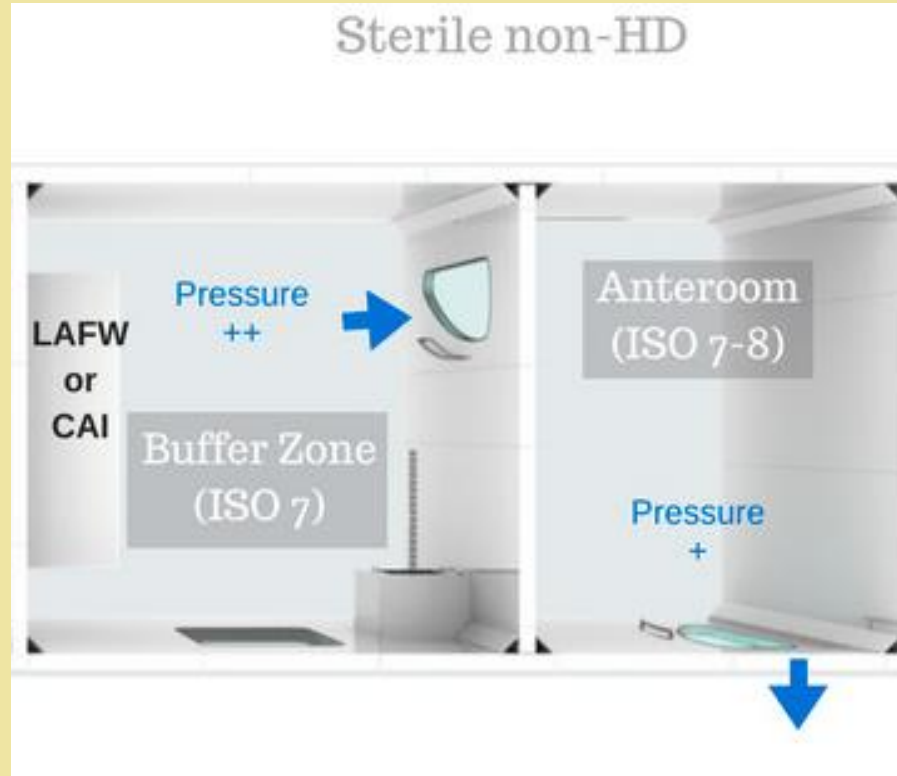 Sterile non-HD
LAFW
or
CAI
Pressure
++
Buffer Zone
(ISO 7)
Anteroom
(ISO 7-8)
Pressure
+